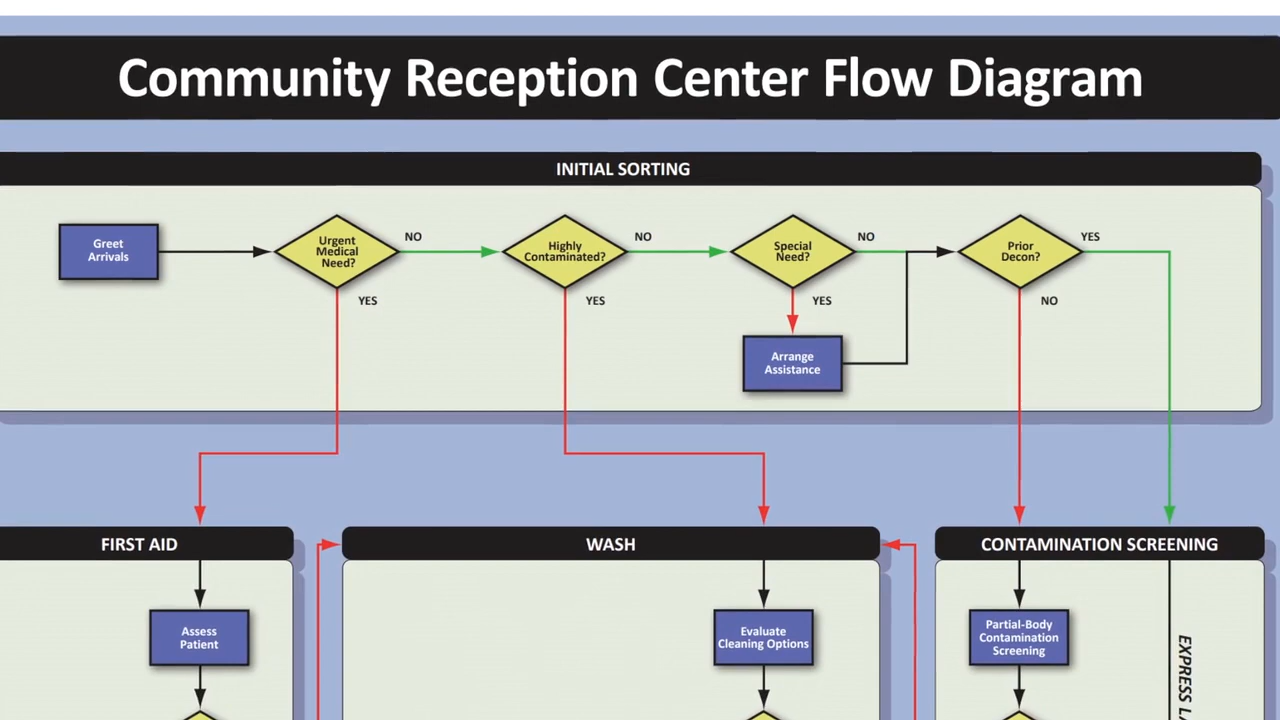 Community Reception Center Flow Diagram
INITIAL SORTING
Greet
Arrivals
Urgent
Medical
Need?
NO
YES
Highly
Contaminated?
NO
YES
Special
Need?
NO
YES
Arrange
Assistance
Prior
Decon?
YES
NO
FIRST AID
Assess
Patient
WASH
Evaluate
Cleaning Options
CONTAMINATION SCREENING
Partial-Body
Contamination
Screening
EXPRESS